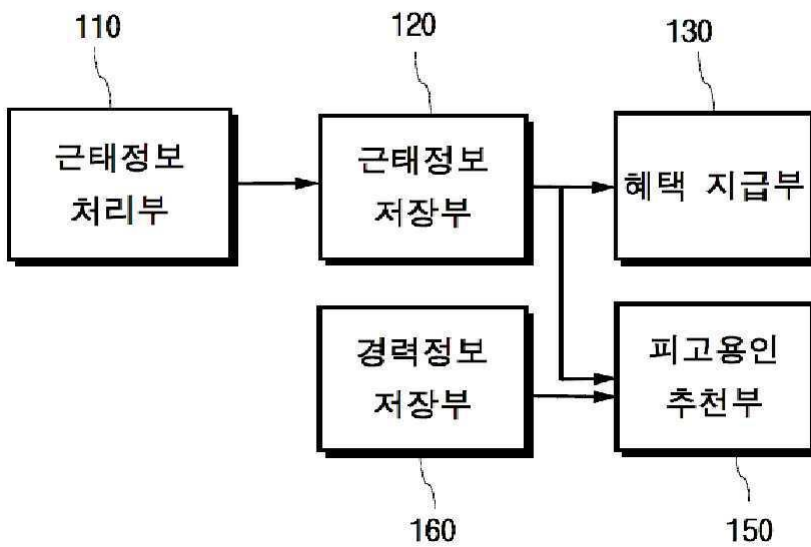 110
120
130
근태정보
처리부
근태정보
저장부
혜택 지급부
경력정보
저장부
피고용인
추천부
160
150